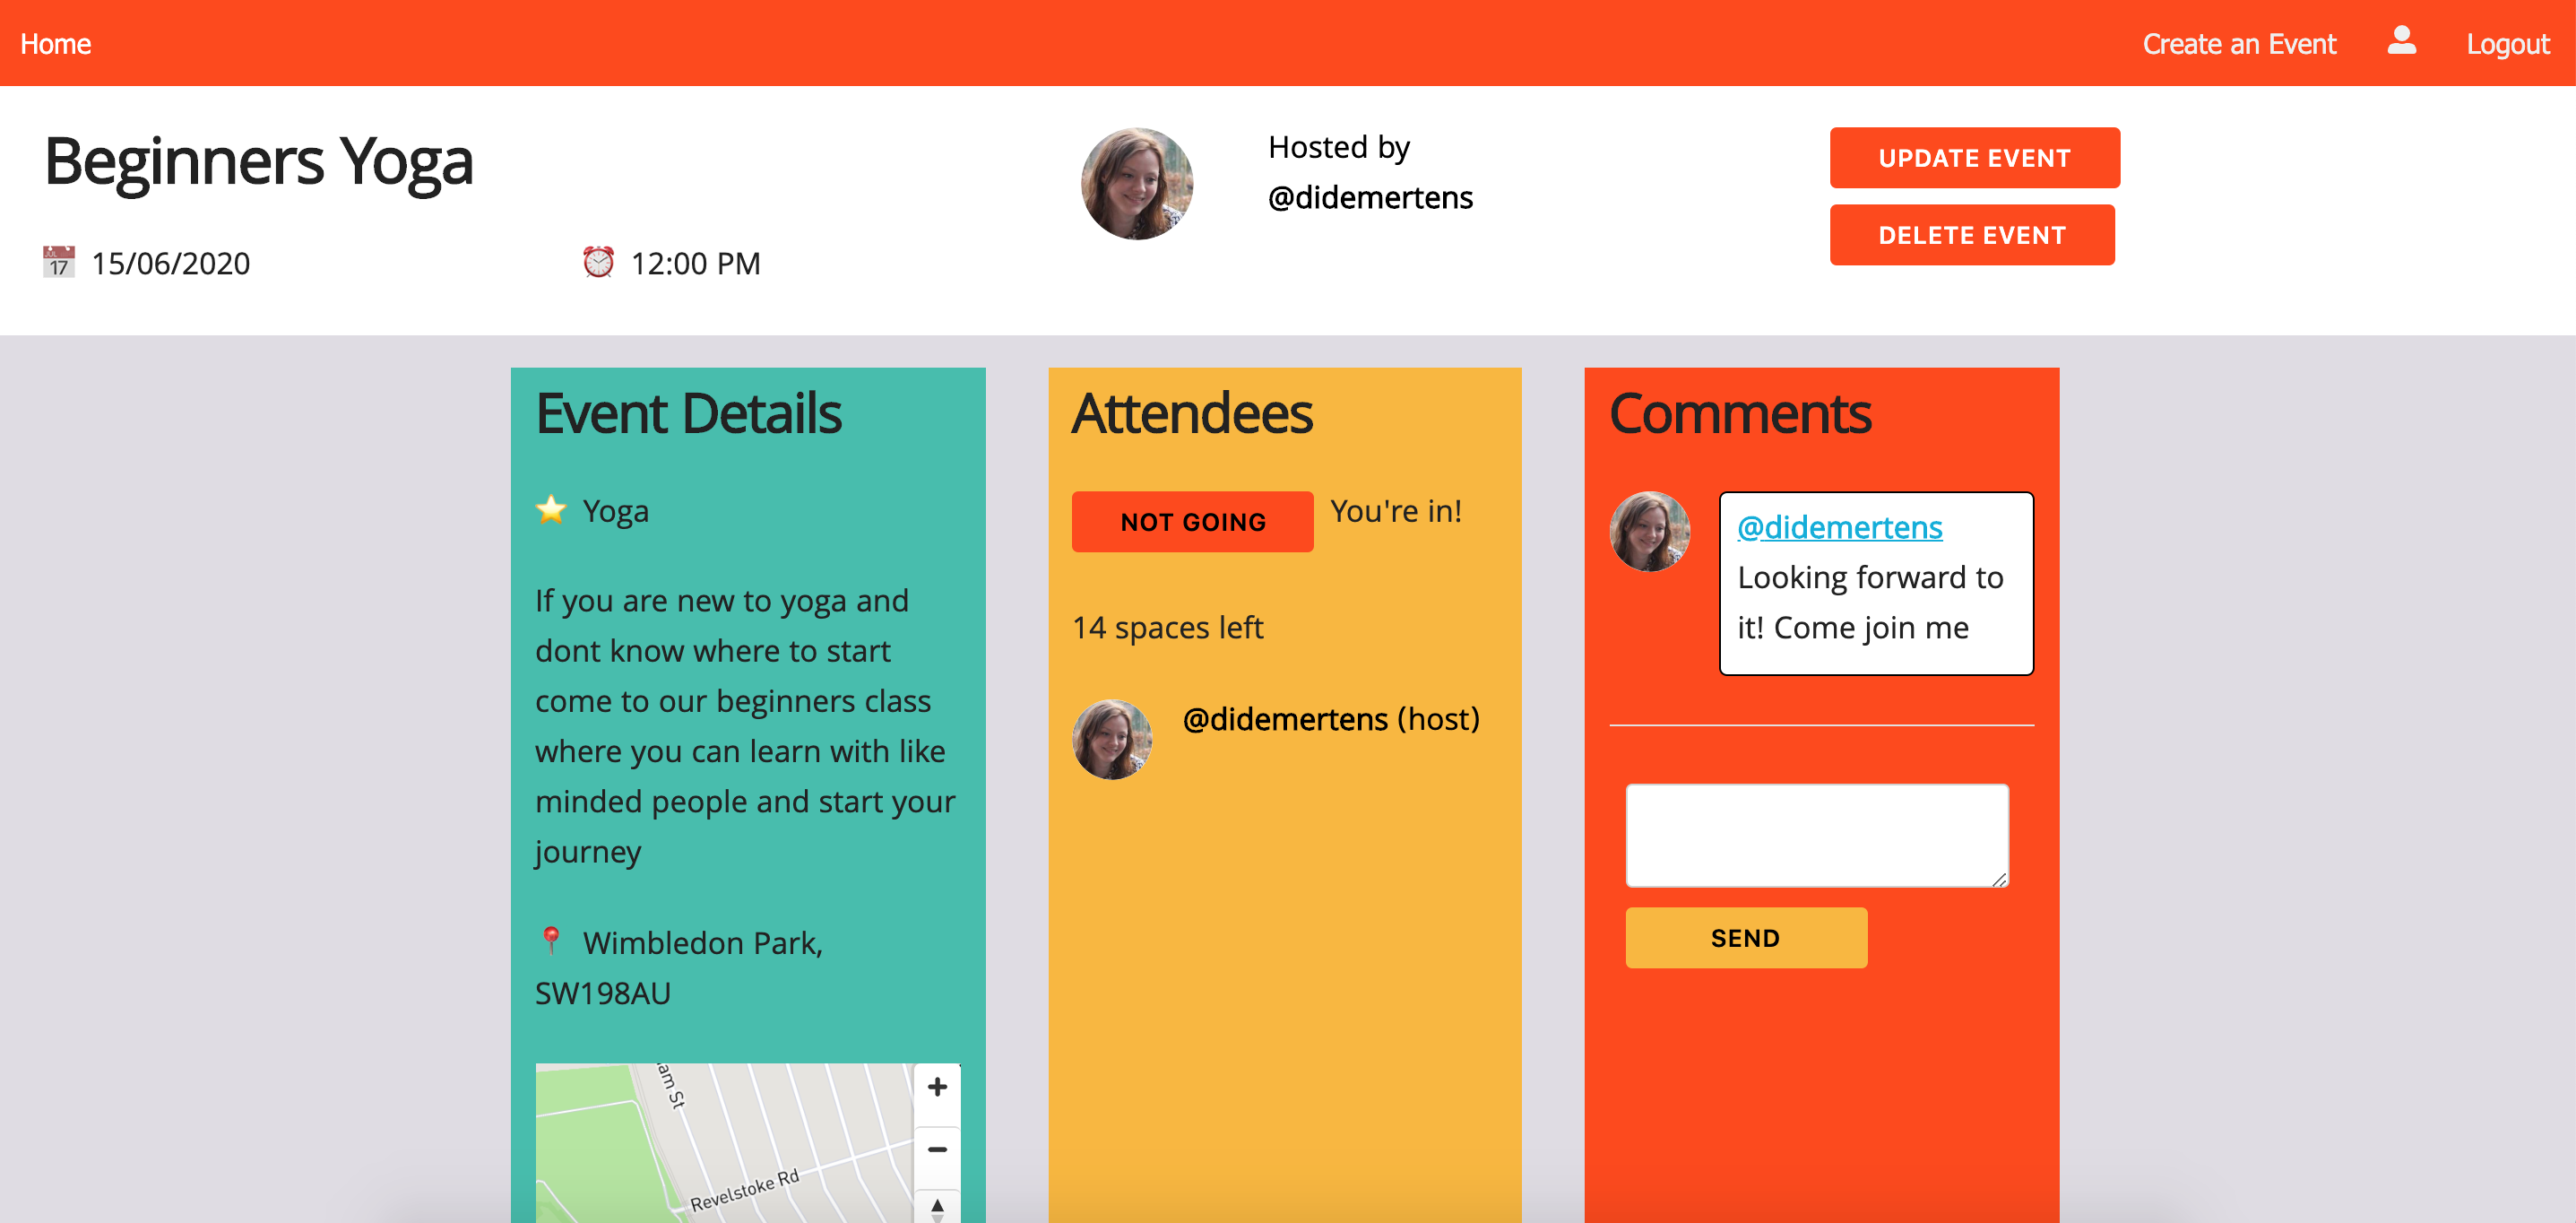 Home
Create an Event
Logout
Beginners Yoga
JUL
17
15/06/2020
12:00 PM
Hosted by
@didemertens
UPDATE EVENT
DELETE EVENT
Event Details
Yoga
If you are new to yoga and
dont know where to start
come to our beginners class
where you can learn with like
minded people and start your
journey
Wimbledon Park,
SW198AU
am St
Revelstoke Rd
Attendees
NOT GOING
You're in!
14 spaces left
@didemertens (host)
Comments
@didemertens
Looking forward to
it! Come join me
SEND